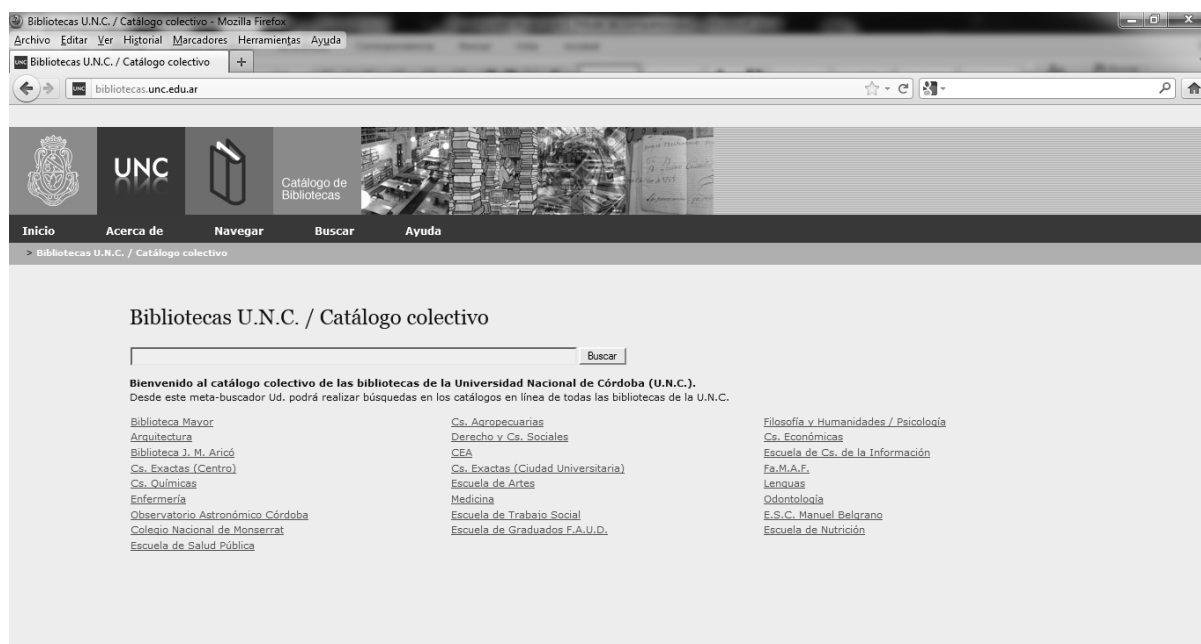 Bibliotecas U.N.C. / Catálogo colectivo - Mozilla Firefox
Archivo Editar Ver Historial Marcadores Herramientas Ayuda
Bibliotecas U.N.C. / Catálogo colectivo
bibliotecas.unc.edu.ar
UNC
Catálogo de
Bibliotecas
Inicio Acerca de Navegar Buscar Ayuda
> Bibliotecas U.N.C. / Catálogo colectivo
Bibliotecas U.N.C. / Catálogo colectivo
Buscar
Bienvenido al catálogo colectivo de las bibliotecas de la Universidad Nacional de Córdoba (U.N.C.).
Desde este meta-buscador Ud. podrá realizar búsquedas en los catálogos en línea de todas las bibliotecas de la U.N.C.
Biblioteca Mayor Cs. Agropecuarias Filosofía y Humanidades / Psicología
Arquitectura Derecho y Cs. Sociales Cs. Económicas
Biblioteca J. M. Aricó CEA Escuela de Cs. de la Información
Cs. Exactas (Centro) Cs. Exactas (Ciudad Universitaria) Fa.M.A.F.
Cs. Químicas Escuela de Artes Lenguas
Enfermería Medicina Odontología
Observatorio Astronómico Córdoba Escuela de Trabajo Social E.S.C. Manuel Belgrano
Colegio Nacional de Monserrat Escuela de Graduados F.A.U.D. Escuela de Nutrición
Escuela de Salud Pública